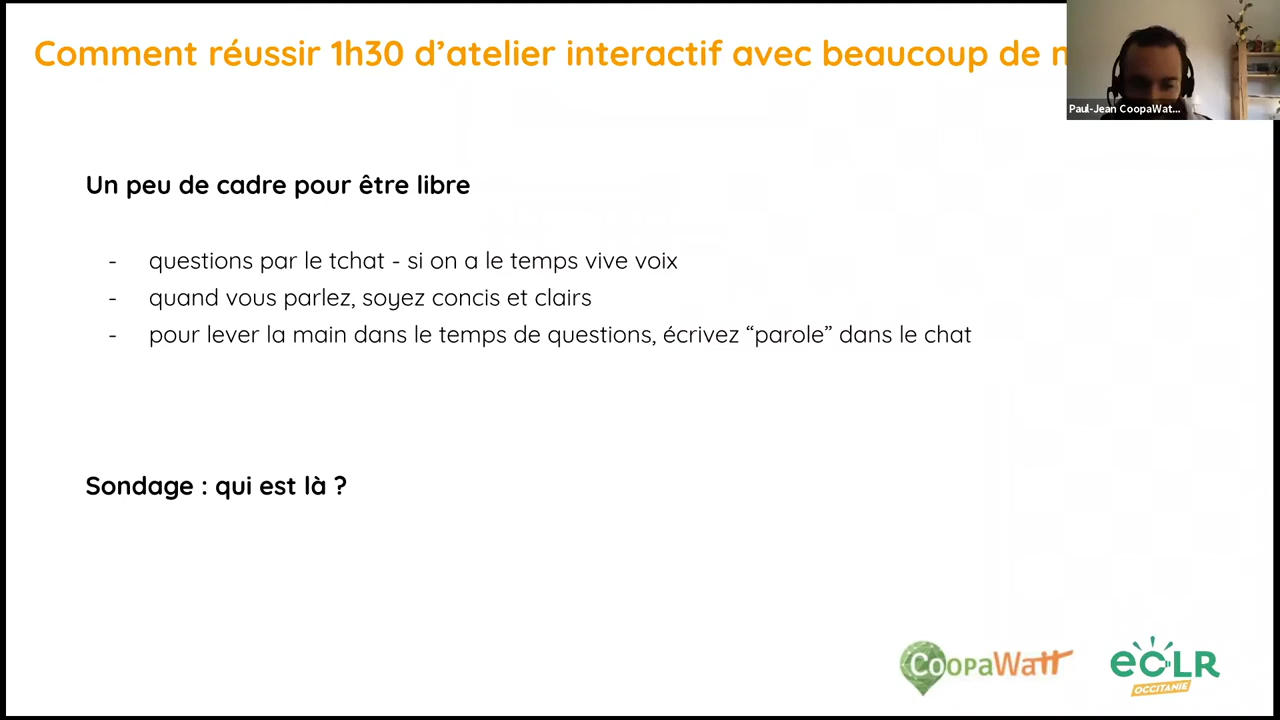 Comment réussir 1h30 d’atelier interactif avec beaucoup de
Paul-Jean CoopaWat...
Un peu de cadre pour être libre
- questions par le tchat - si on a le temps vive voix
- quand vous parlez, soyez concis et clairs
- pour lever la main dans le temps de questions, écrivez “parole” dans le chat
Sondage : qui est là ?
CoopaWatt
eCLR
OCCITANIE